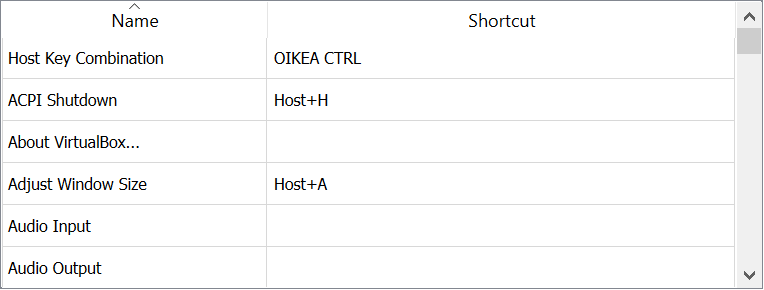 Name Shortcut
Host Key Combination OIKEA CTRL
ACPI Shutdown Host+H
About VirtualBox...
Adjust Window Size Host+A
Audio Input
Audio Output